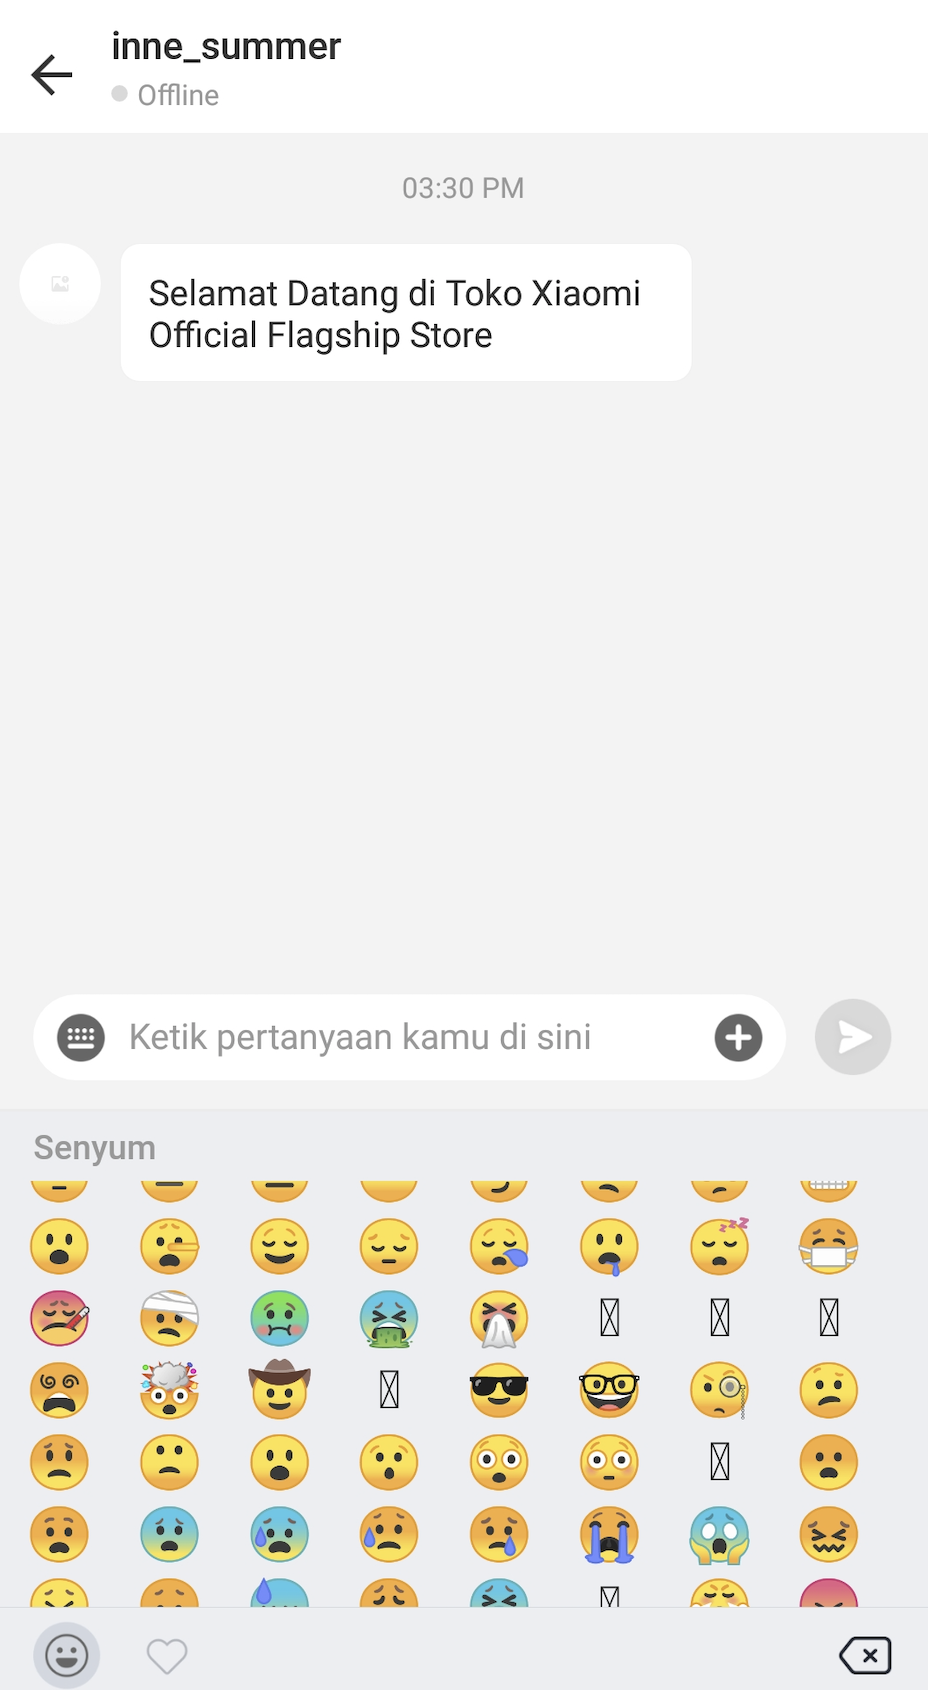 inne_summer
Offline
03:30 PM
Selamat Datang di Toko Xiaomi
Official Flagship Store
Ketik pertanyaan kamu di sini
Senyum